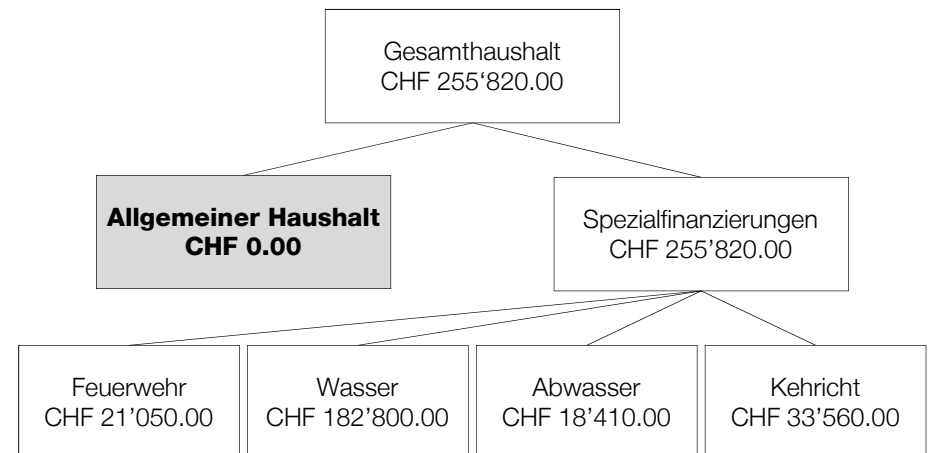 Gesamthaushalt
CHF 255‘820.00
Allgemeiner Haushalt
CHF 0.00
Spezialfinanzierungen
CHF 255’820.00
Feuerwehr
CHF 21’050.00
Wasser
CHF 182’800.00
Abwasser
CHF 18’410.00
Kehricht
CHF 33’560.00